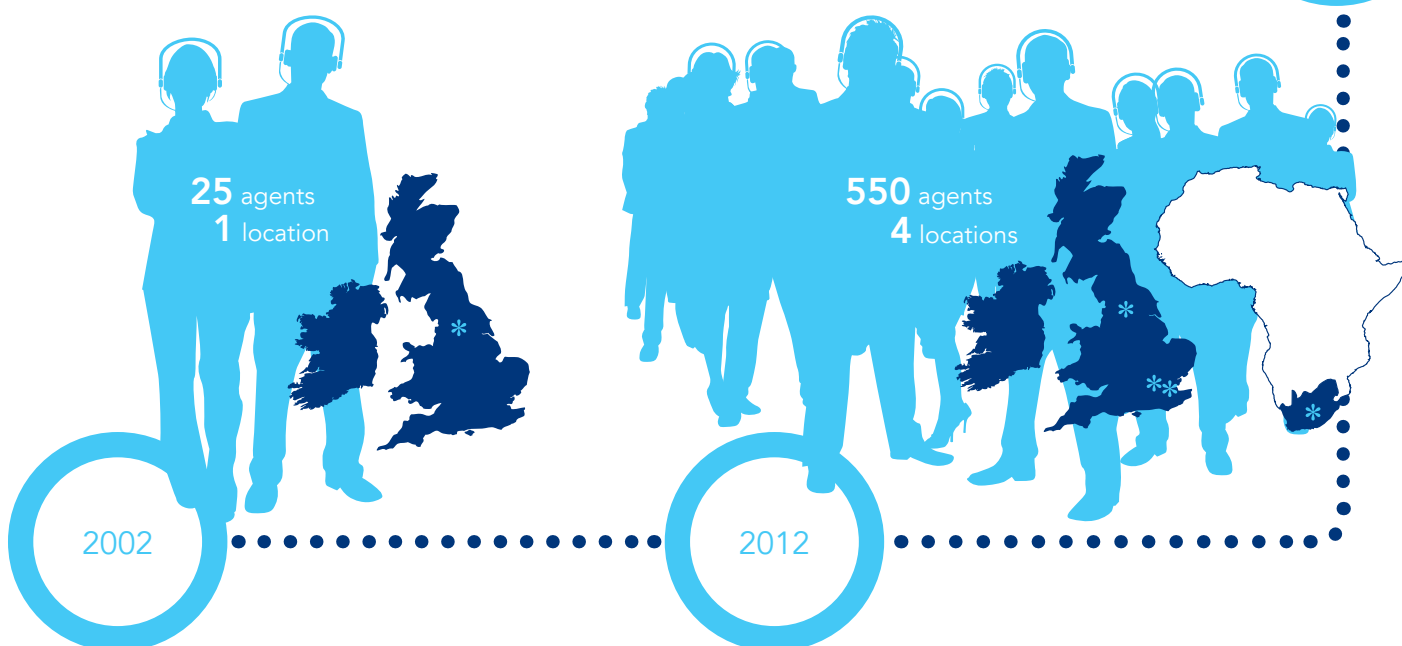 25 agents
1 location
550 agents
4 locations
2002
2012